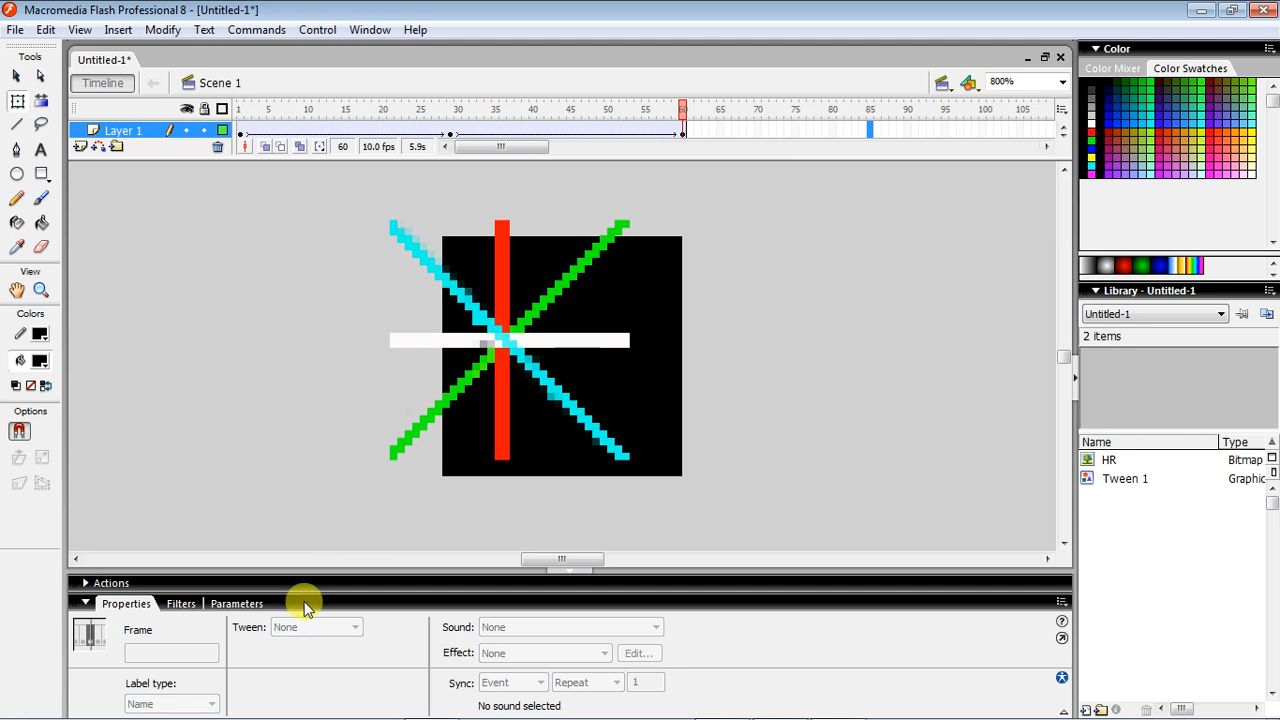 Macromedia Flash Professional 8 - [Untitled-1*]
File Edit View Insert Modify Text Commands Control Window Help
Tools
Untitled-1*
Timeline
Scene 1
800%
1 5 10 15 20 25 30 35 40 45 50 55 60 65 70 75 80 85 90 95 100 105
Layer 1
60 10.0 fps
View
Colors
Options
Color
Color Mixer Color Swatches
Library - Untitled-1
Untitled-1
2 items
Name Type
HR Bitmap
Tween 1 Graphic
Actions
Properties Filters Parameters
Frame
Tween: None
Sound: None
Effect: None Edit...
Label type:
Name
Sync: Event Repeat 1
No sound selected